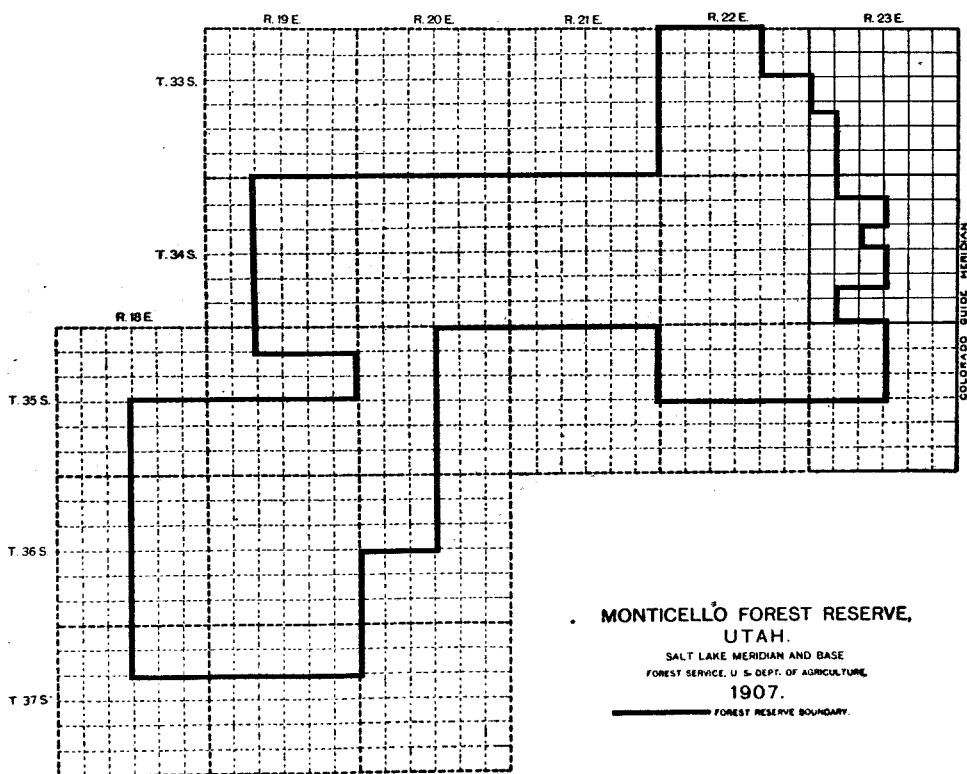 R. 19 E. R. 20 E. R. 21 E. R. 22 E. R. 23 E.
T. 33 S.
T. 34 S.
COLORADO GUIDE MERIDIAN
R. 18 E.
T. 35 S.
T. 36 S.
T. 37 S.
MONTICELLO FOREST RESERVE,
UTAH.
SALT LAKE MERIDIAN AND BASE
FOREST SERVICE, U. S. DEPT. OF AGRICULTURE,
1907.
FOREST RESERVE BOUNDARY.